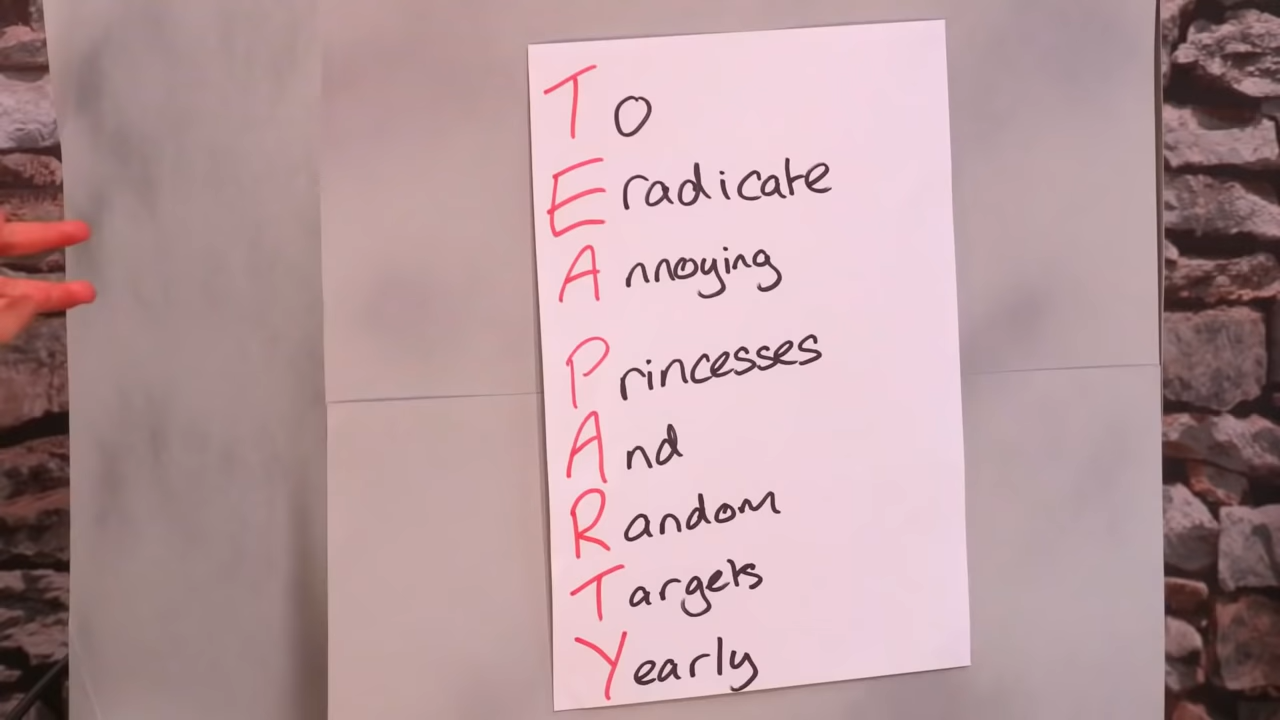 To
Eradicate
Annoying
Princesses
And
Random
Targets
Yearly